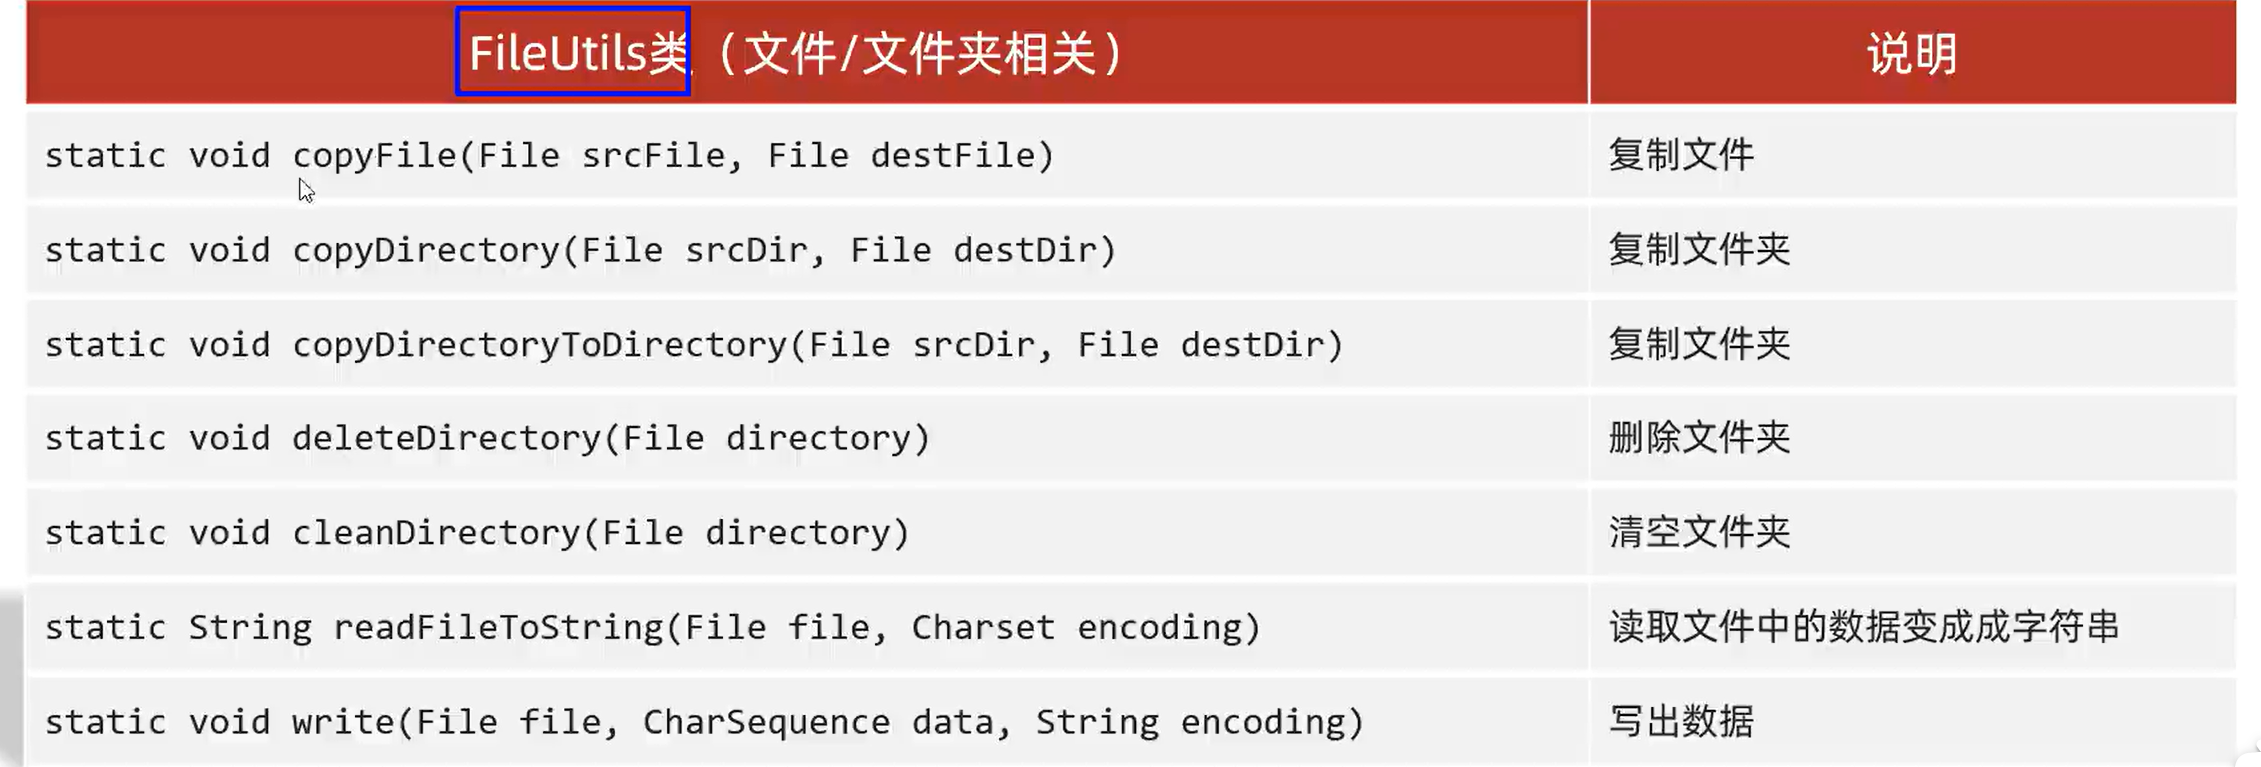 FileUtils类（文件/文件夹相关） 说明
static void copyFile(File srcFile, File destFile) 复制文件
static void copyDirectory(File srcDir, File destDir) 复制文件夹
static void copyDirectoryToDirectory(File srcDir, File destDir) 复制文件夹
static void deleteDirectory(File directory) 删除文件夹
static void cleanDirectory(File directory) 清空文件夹
static String readFileToString(File file, Charset encoding) 读取文件中的数据变成成字符串
static void write(File file, CharSequence data, String encoding) 写出数据